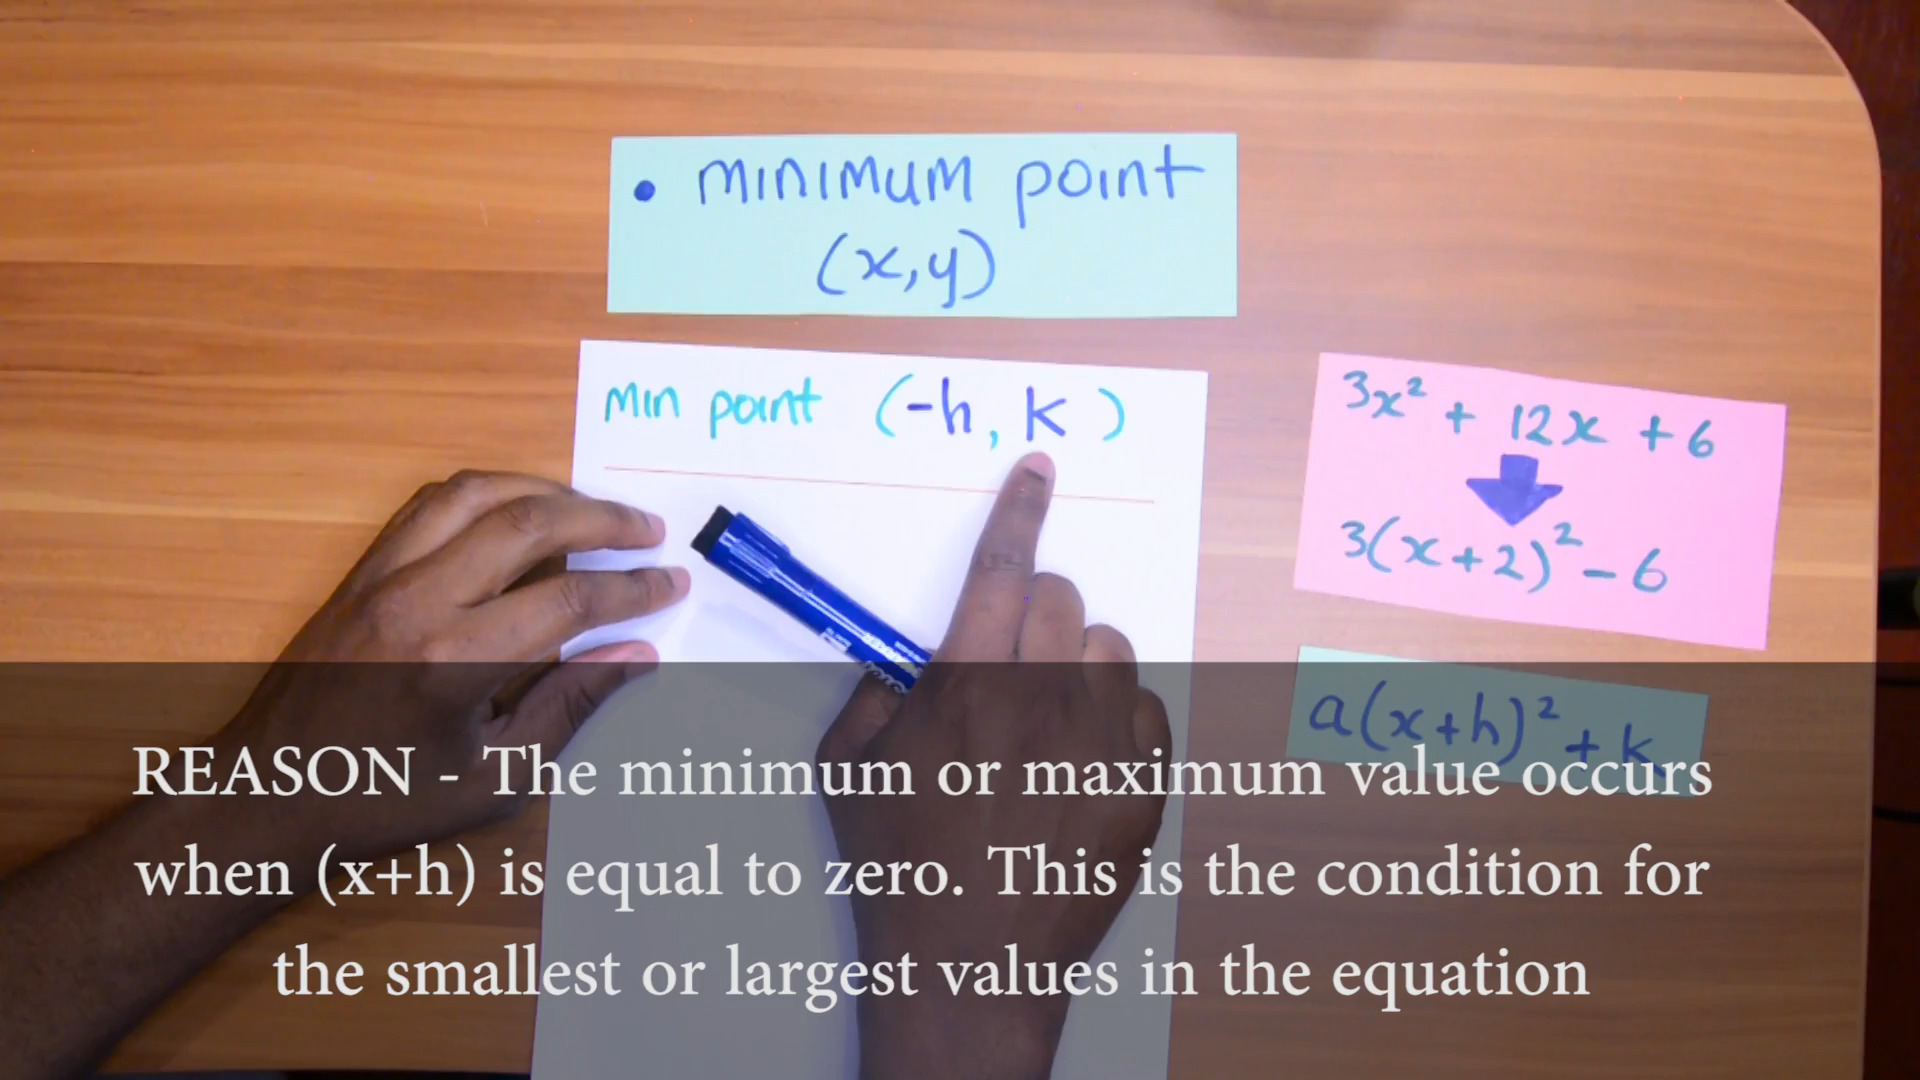 • minimum point
(x,y)
min point (-h, k)
3x² + 12x + 6
3(x+2)² - 6
a(x+h)² + k
REASON - The minimum or maximum value occurs
when (x+h) is equal to zero. This is the condition for
the smallest or largest values in the equation